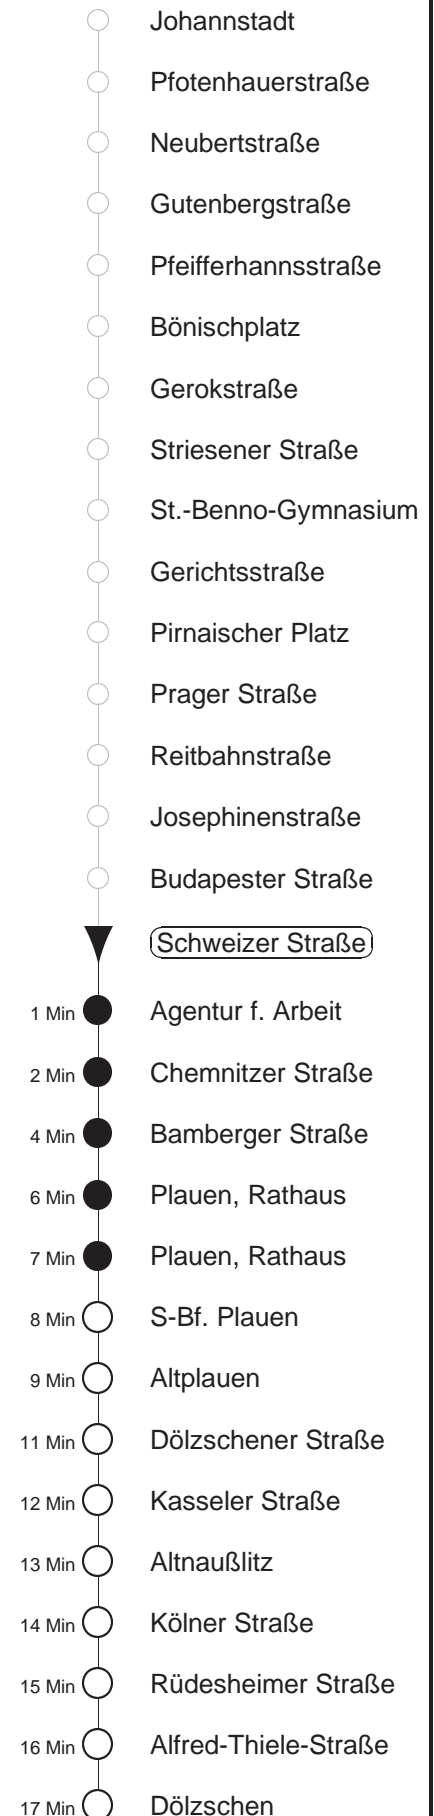 Johannstadt
Pfotenhauerstraße
Neubertstraße
Gutenbergstraße
Pfeifferhannsstraße
Bönischplatz
Gerokstraße
Striesener Straße
St.-Benno-Gymnasium
Gerichtsstraße
Pirnaischer Platz
Prager Straße
Reitbahnstraße
Josephinenstraße
Budapester Straße
Schweizer Straße
1 Min Agentur f. Arbeit
2 Min Chemnitzer Straße
4 Min Bamberger Straße
6 Min Plauen, Rathaus
7 Min Plauen, Rathaus
8 Min S-Bf. Plauen
9 Min Altplauen
11 Min Dölzschener Straße
12 Min Kasseler Straße
13 Min Altnaußlitz
14 Min Kölner Straße
15 Min Rüdesheimer Straße
16 Min Alfred-Thiele-Straße
17 Min Dölzschen